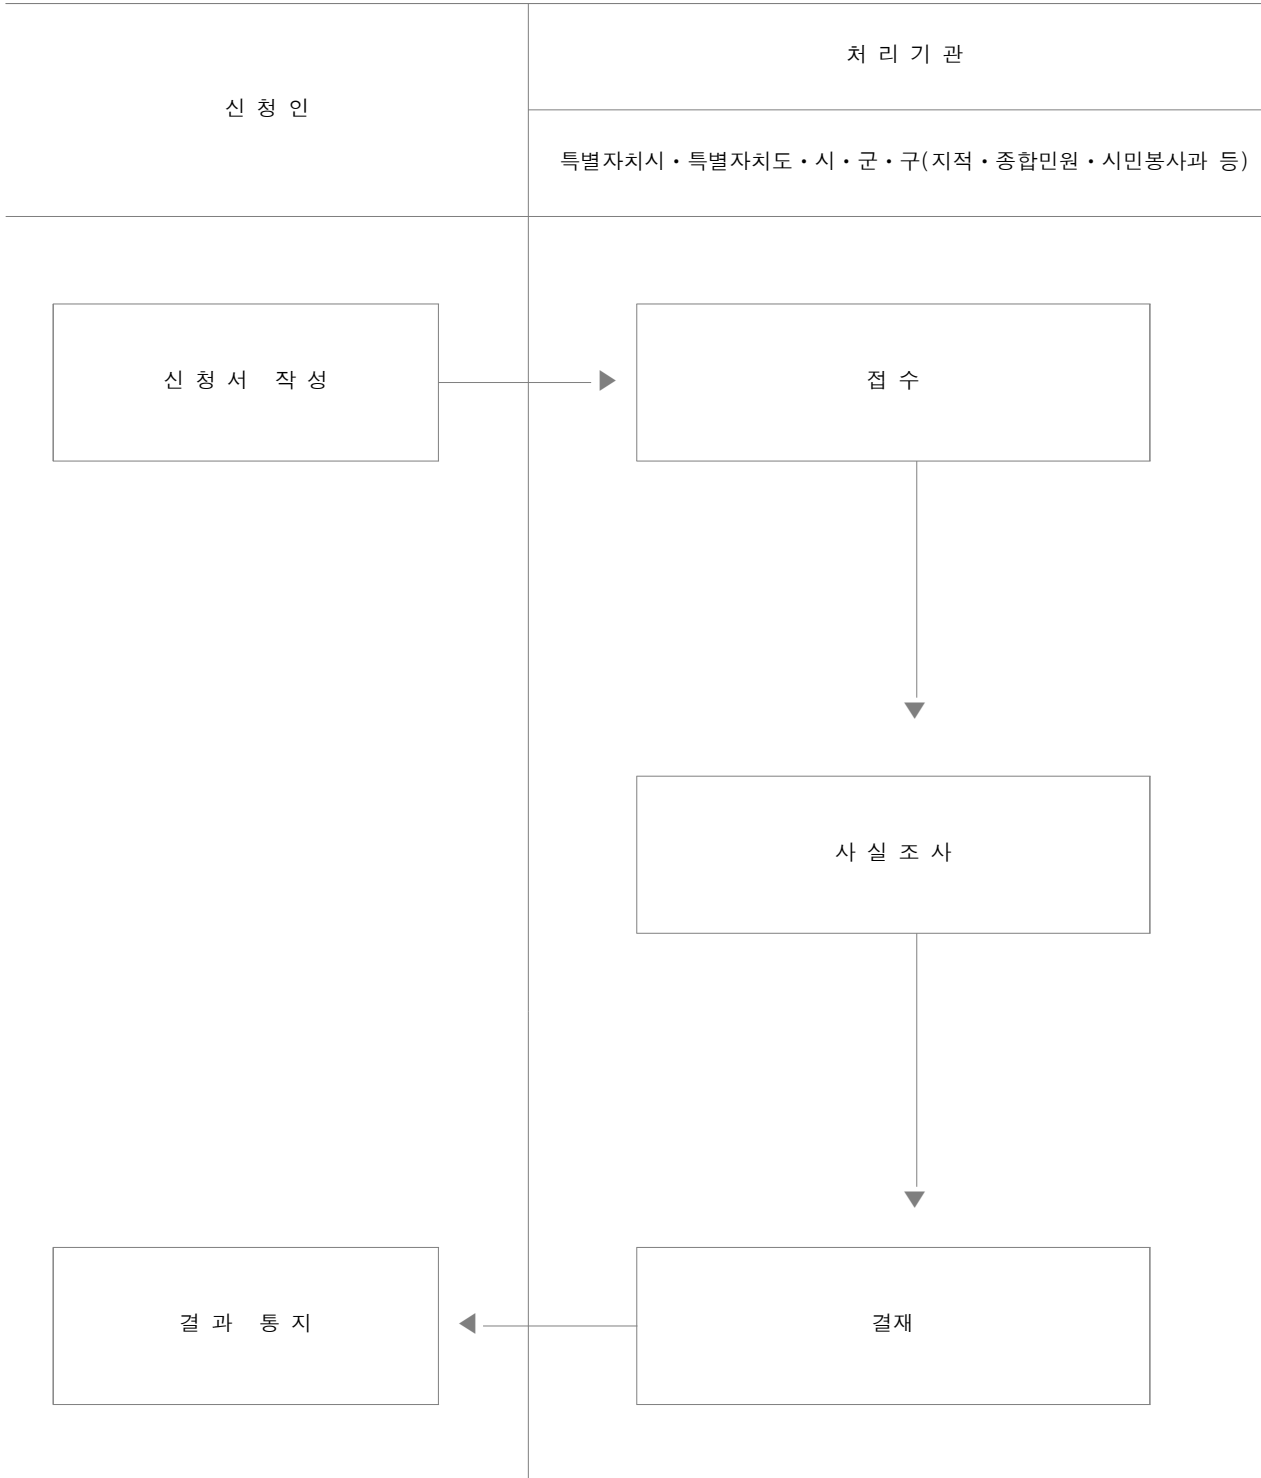 처 리 기 관
신 청 인
특별자치시・특별자치도・시・군・구(지적・종합민원・시민봉사과 등)
신 청 서 작 성
접 수
사 실 조 사
결 과 통 지
결재